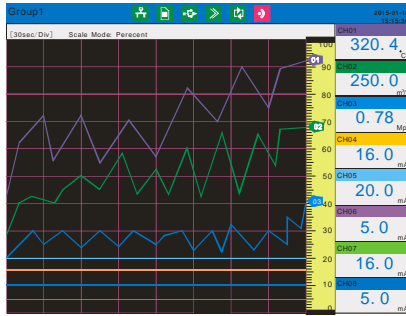 Group1
2015-01-1
15:15:3
[30sec/Div] Scale Mode: Perecent
100
90
80
70
60
50
40
30
20
10
0
01
02
03
CH01
320.4
CH02
250.0
CH03
0.78
Mp
CH04
16.0
mA
CH05
20.0
mA
CH06
5.0
mA
CH07
16.0
mA
CH08
5.0
mA